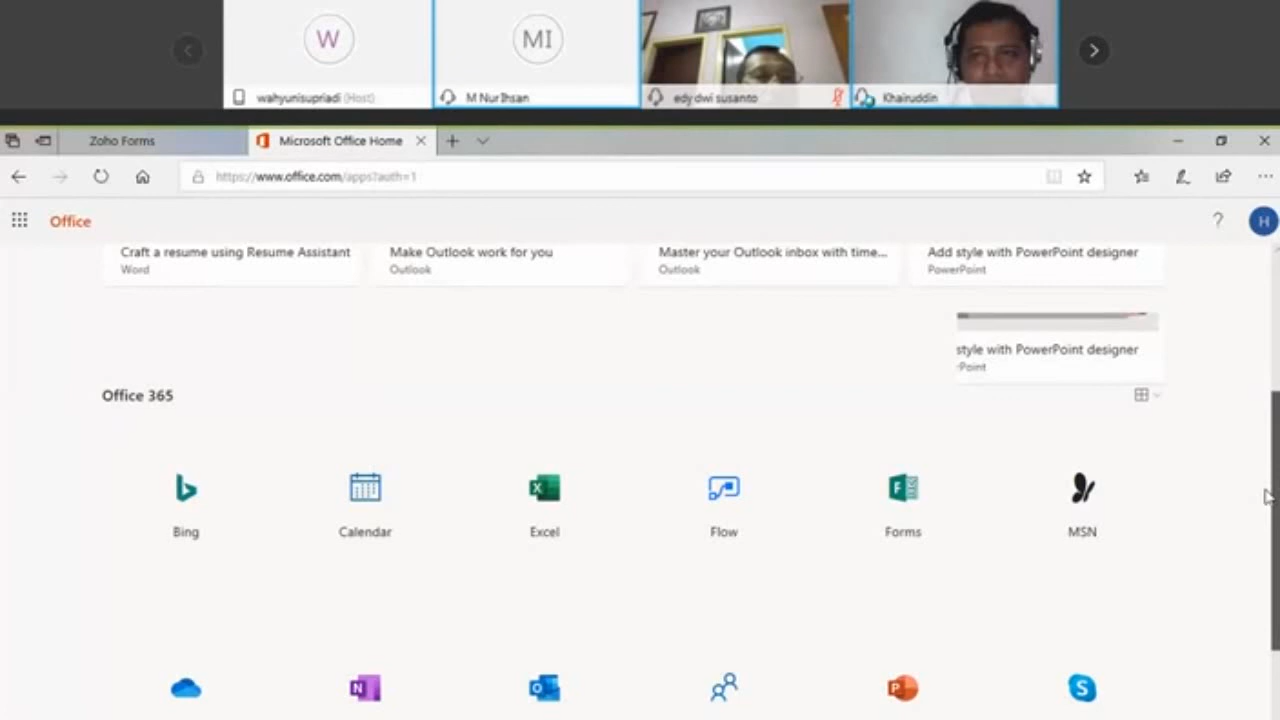 W
MI
wahyunisupriadi (Host)
M Nur Ihsan
edy dwi susanto
Khairuddin
Zoho Forms
Microsoft Office Home
https://www.office.com/apps?auth=1
Office
?
H
Craft a resume using Resume Assistant
Word
Make Outlook work for you
Outlook
Master your Outlook inbox with time...
Outlook
Add style with PowerPoint designer
PowerPoint
style with PowerPoint designer
rPoint
Office 365
Bing
Calendar
Excel
Flow
Forms
MSN